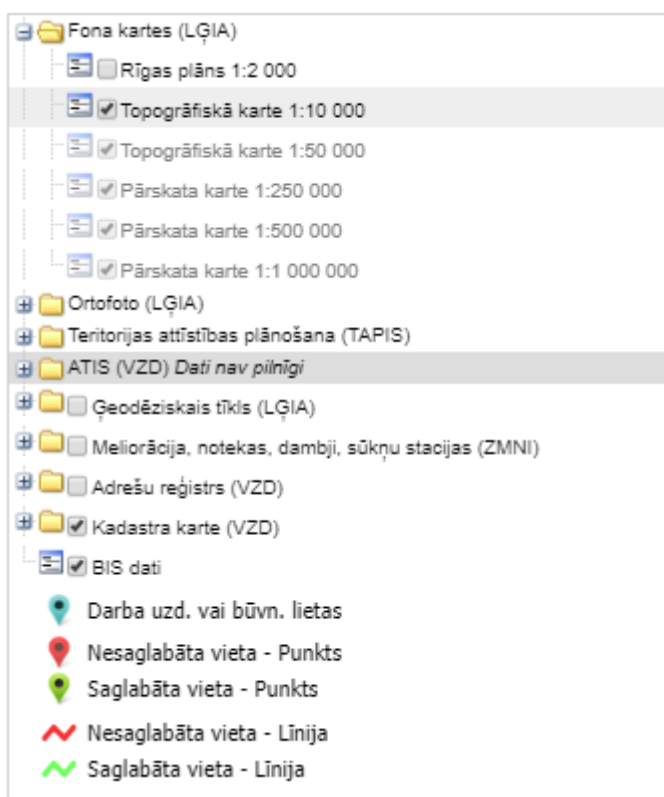 Fona kartes (LĢIA)
Rīgas plāns 1:2 000
Topogrāfiskā karte 1:10 000
Topogrāfiskā karte 1:50 000
Pārskata karte 1:250 000
Pārskata karte 1:500 000
Pārskata karte 1:1 000 000
Ortofoto (LĢIA)
Teritorijas attīstības plānošana (TAPIS)
ATIS (VZD) Dati nav pilnīgi
Ģeodēziskais tīkls (LĢIA)
Meliorācija, notekas, dambji, sūkņu stacijas (ZMNI)
Adrešu reģistrs (VZD)
Kadastra karte (VZD)
BIS dati
Darba uzd. vai būvn. lietas
Nesaglabāta vieta - Punkts
Saglabāta vieta - Punkts
Nesaglabāta vieta - Līnija
Saglabāta vieta - Līnija